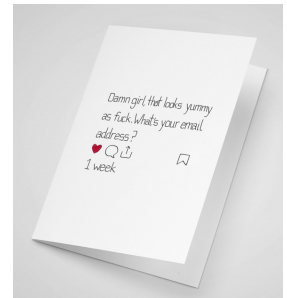 Damn girl, that looks yummy
as fuck. What's your email
address?
1 week